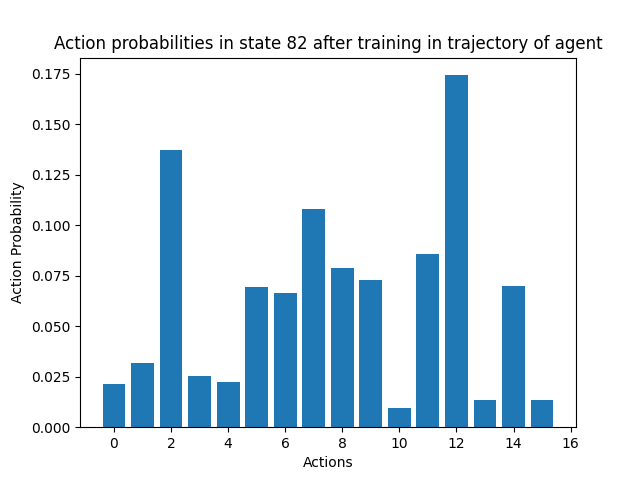 Action probabilities in state 82 after training in trajectory of agent
0.175
0.150
0.125
0.100
0.075
0.050
0.025
0.000
Action Probability
0 2 4 6 8 10 12 14 16
Actions